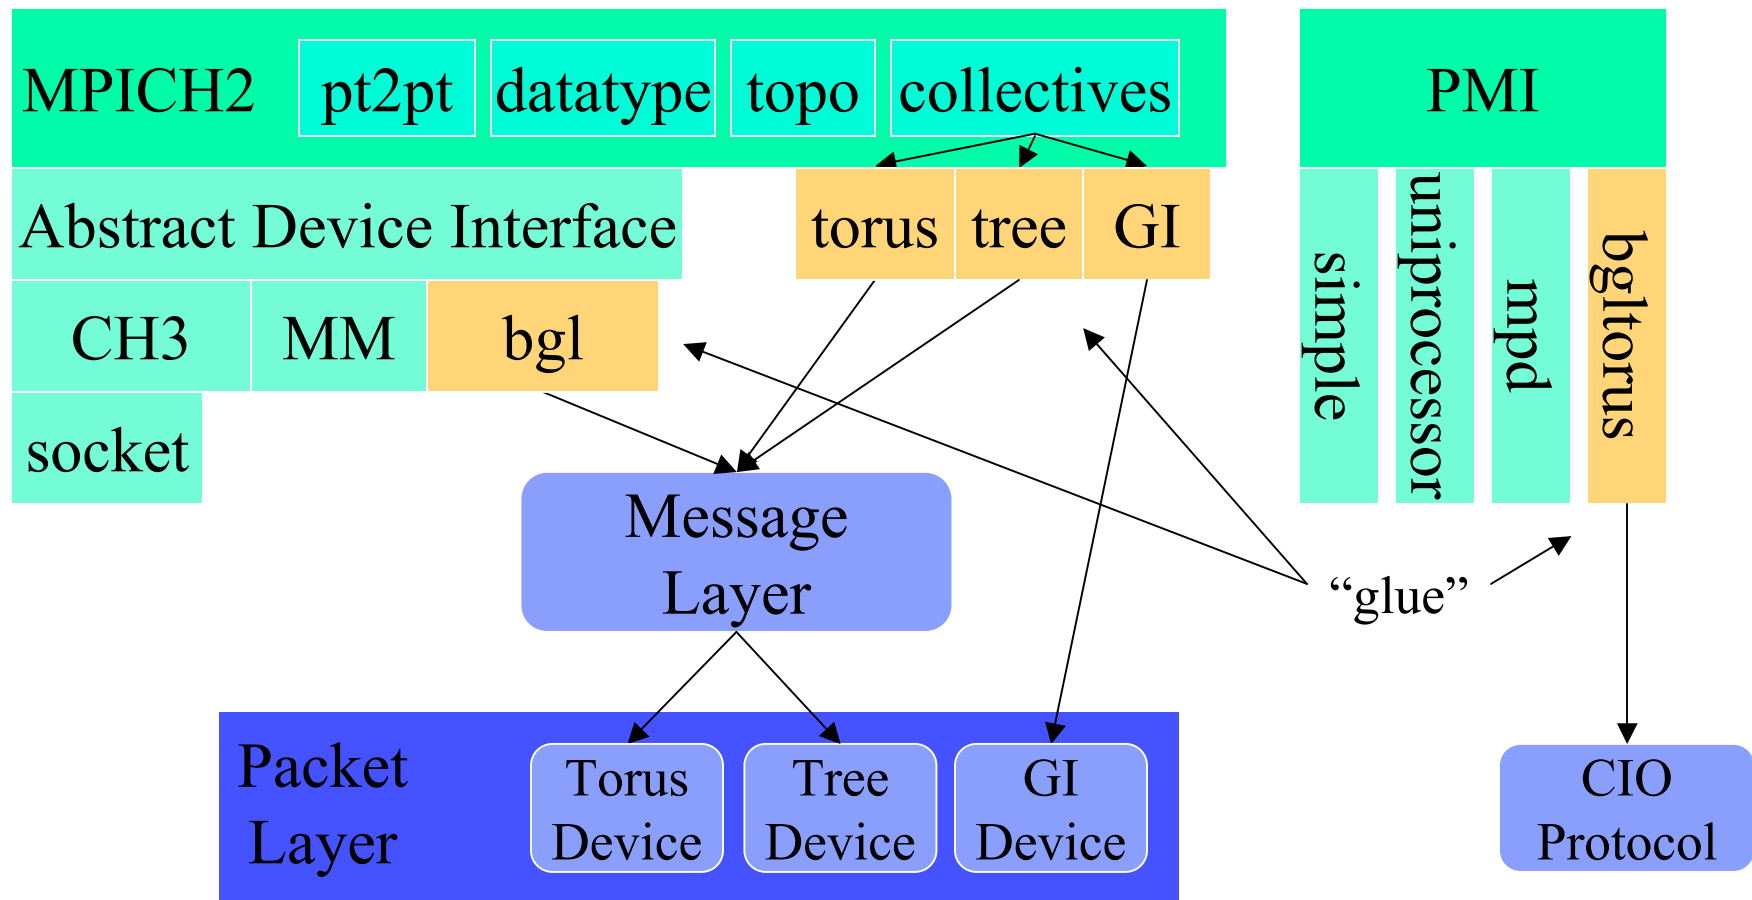 MPICH2 pt2pt datatype topo collectives
PMI
Abstract Device Interface
torus tree GI
CH3 MM bgl
socket
simple
uniprocessor
mpd
bgltorus
Message
Layer
“glue”
Packet
Layer
Torus
Device
Tree
Device
GI
Device
CIO
Protocol